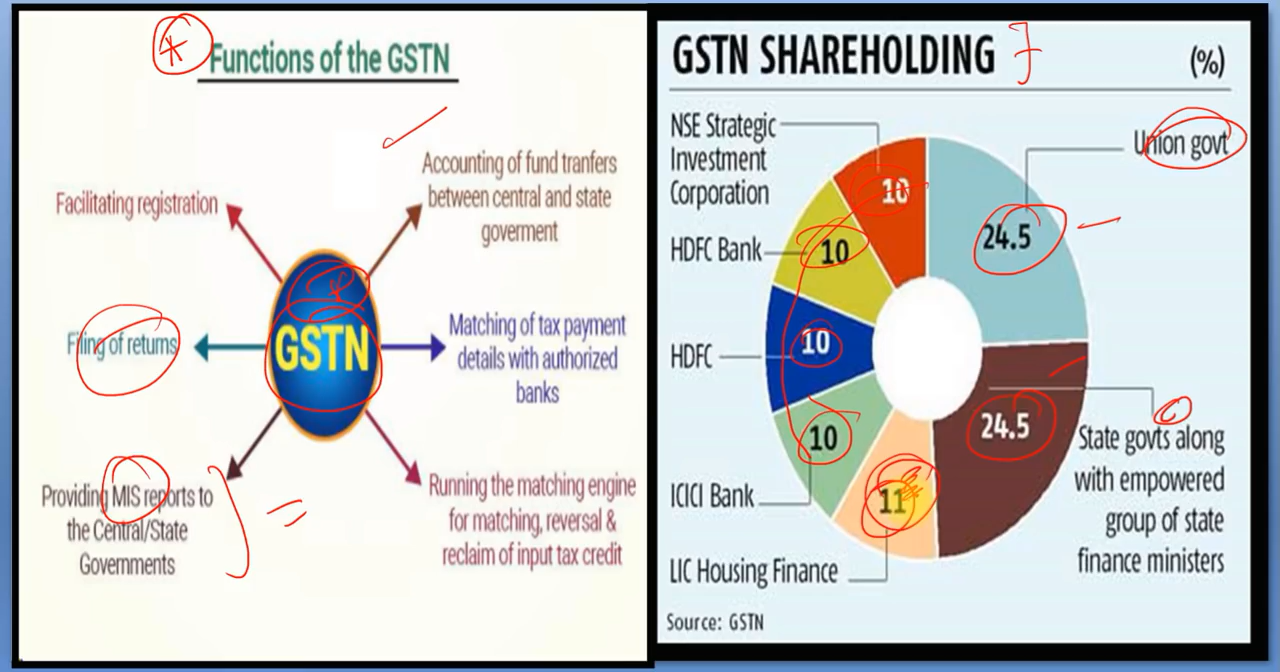 Functions of the GSTN
Facilitating registration
Accounting of fund tranfers
between central and state
goverment
Filing of returns
GSTN
Matching of tax payment
details with authorized
banks
Providing MIS reports to
the Central/State
Governments
Running the matching engine
for matching, reversal &
reclaim of input tax credit
GSTN SHAREHOLDING
(%)
NSE Strategic
Investment
Corporation
10
Union govt
24.5
HDFC Bank
10
HDFC
10
ICICI Bank
10
LIC Housing Finance
11
24.5
State govts along
with empowered
group of state
finance ministers
Source: GSTN